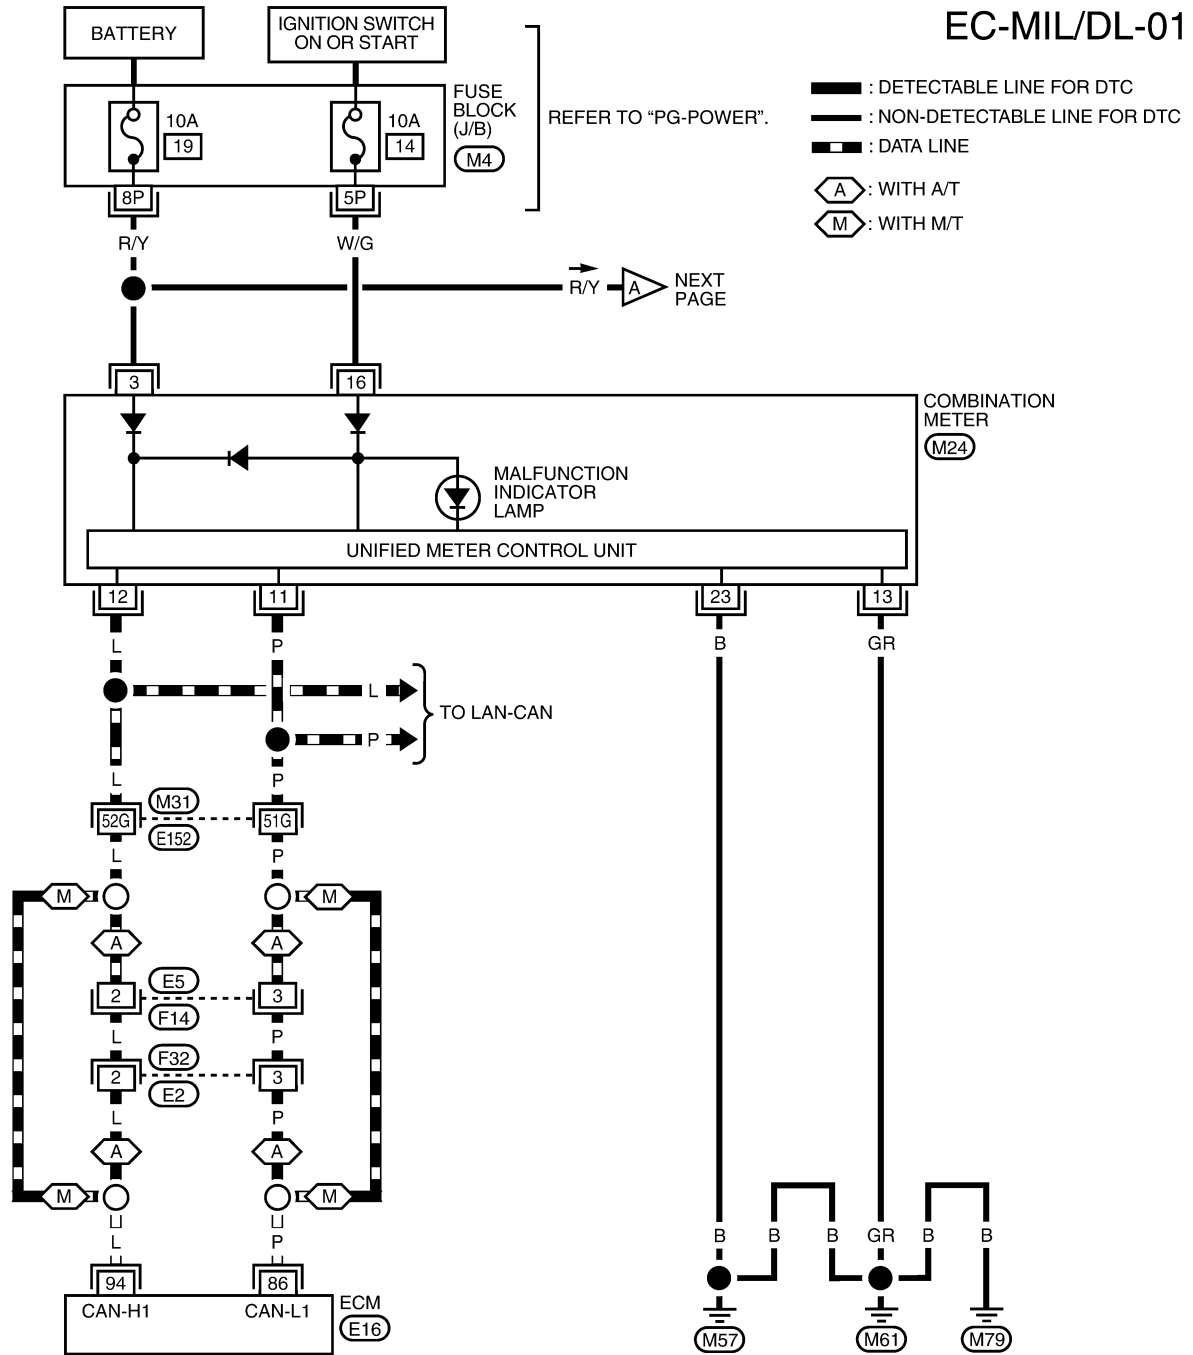 EC-MIL/DL-01
BATTERY
IGNITION SWITCH
ON OR START
FUSE
BLOCK
(J/B)
M4
REFER TO “PG-POWER”.
: DETECTABLE LINE FOR DTC
: NON-DETECTABLE LINE FOR DTC
: DATA LINE
A : WITH A/T
M : WITH M/T
10A
19
10A
14
8P
5P
R/Y
W/G
R/Y
A
NEXT
PAGE
3
16
COMBINATION
METER
M24
MALFUNCTION
INDICATOR
LAMP
UNIFIED METER CONTROL UNIT
12
11
23
13
L
P
B
GR
L
P
TO LAN-CAN
L
P
52G
M31
E152
51G
L
P
M
M
A
A
2
E5
F14
3
L
P
2
F32
E2
3
L
P
A
A
M
M
L
P
94
86
CAN-H1
CAN-L1
ECM
E16
B
B
B
GR
B
B
M57
M61
M79